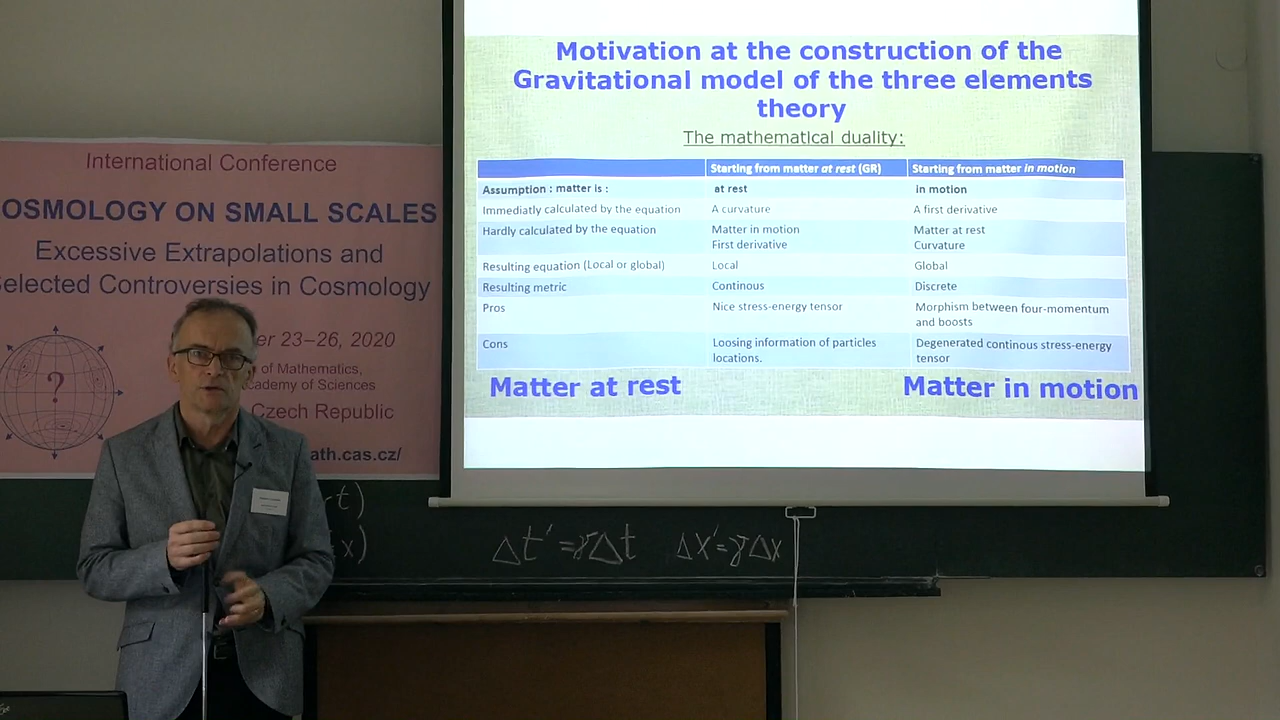 International Conference
OSMOLOGY ON SMALL SCALES
Excessive Extrapolations and
Selected Controversies in Cosmology
er 23–26, 2020
of Mathematics,
cademy of Sciences
Czech Republic
ath.cas.cz/
?
Motivation at the construction of the
Gravitational model of the three elements
theory
The mathematical duality:
Starting from matter at rest (GR) Starting from matter in motion
Assumption : matter is : at rest in motion
Immediatly calculated by the equation A curvature A first derivative
Hardly calculated by the equation Matter in motion Matter at rest
First derivative Curvature
Resulting equation (Local or global) Local Global
Resulting metric Continous Discrete
Pros Nice stress-energy tensor Morphism between four-momentum
and boosts
Cons Loosing information of particles Degenerated continous stress-energy
locations. tensor
Matter at rest Matter in motion
t)
x)
Δt'=γΔt Δx'=γΔx